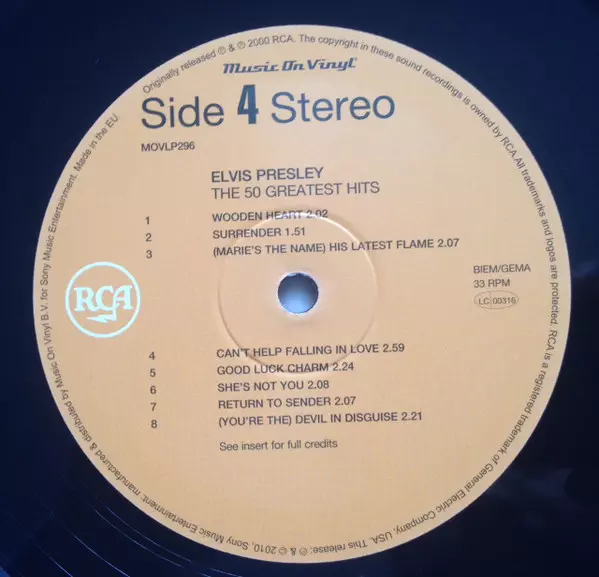 Originally released ℗ & © 2000 RCA. The copyright in these sound recordings is owned by RCA. All trademarks and logos are protected. RCA is a registered trademark of General Electric Company, USA. This release: ℗ & © 2010, Sony Music Entertainment. manufactured & distributed by Music On Vinyl B.V. for Sony Music Entertainment. Made in the EU.
Music On Vinyl
Side 4 Stereo
MOVLP296
ELVIS PRESLEY
THE 50 GREATEST HITS
1 WOODEN HEART 2.02
2 SURRENDER 1.51
3 (MARIE'S THE NAME) HIS LATEST FLAME 2.07
BIEM/GEMA
33 RPM
LC 00316
RCA
4 CAN'T HELP FALLING IN LOVE 2.59
5 GOOD LUCK CHARM 2.24
6 SHE'S NOT YOU 2.08
7 RETURN TO SENDER 2.07
8 (YOU'RE THE) DEVIL IN DISGUISE 2.21
See insert for full credits